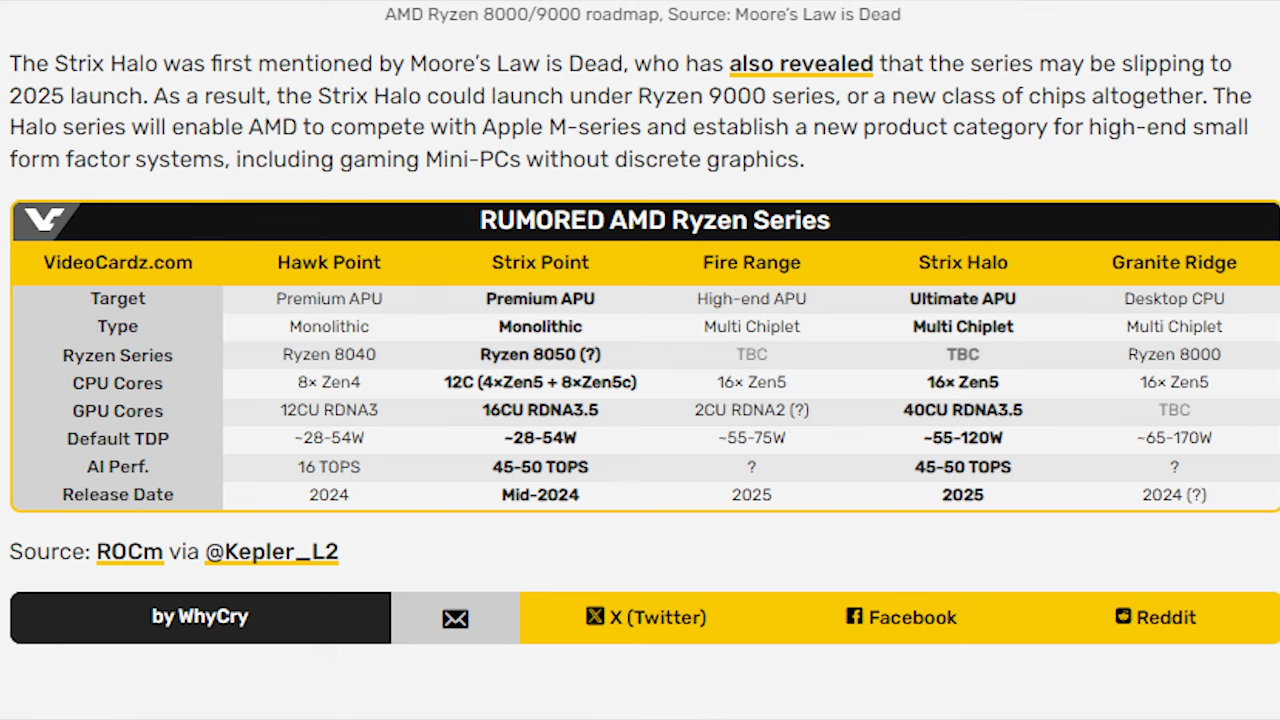 AMD Ryzen 8000/9000 roadmap, Source: Moore's Law is Dead
The Strix Halo was first mentioned by Moore's Law is Dead, who has also revealed that the series may be slipping to
2025 launch. As a result, the Strix Halo could launch under Ryzen 9000 series, or a new class of chips altogether. The
Halo series will enable AMD to compete with Apple M-series and establish a new product category for high-end small
form factor systems, including gaming Mini-PCs without discrete graphics.
RUMORED AMD Ryzen Series
VideoCardz.com Hawk Point Strix Point Fire Range Strix Halo Granite Ridge
Target Premium APU Premium APU High-end APU Ultimate APU Desktop CPU
Type Monolithic Monolithic Multi Chiplet Multi Chiplet Multi Chiplet
Ryzen Series Ryzen 8040 Ryzen 8050 (?) TBC TBC Ryzen 8000
CPU Cores 8× Zen4 12C (4×Zen5 + 8×Zen5c) 16× Zen5 16× Zen5 16× Zen5
GPU Cores 12CU RDNA3 16CU RDNA3.5 2CU RDNA2 (?) 40CU RDNA3.5 TBC
Default TDP ~28-54W ~28-54W ~55-75W ~55-120W ~65-170W
AI Perf. 16 TOPS 45-50 TOPS ? 45-50 TOPS ?
Release Date 2024 Mid-2024 2025 2025 2024 (?)
Source: ROCm via @Kepler_L2
by WhyCry X (Twitter) Facebook Reddit